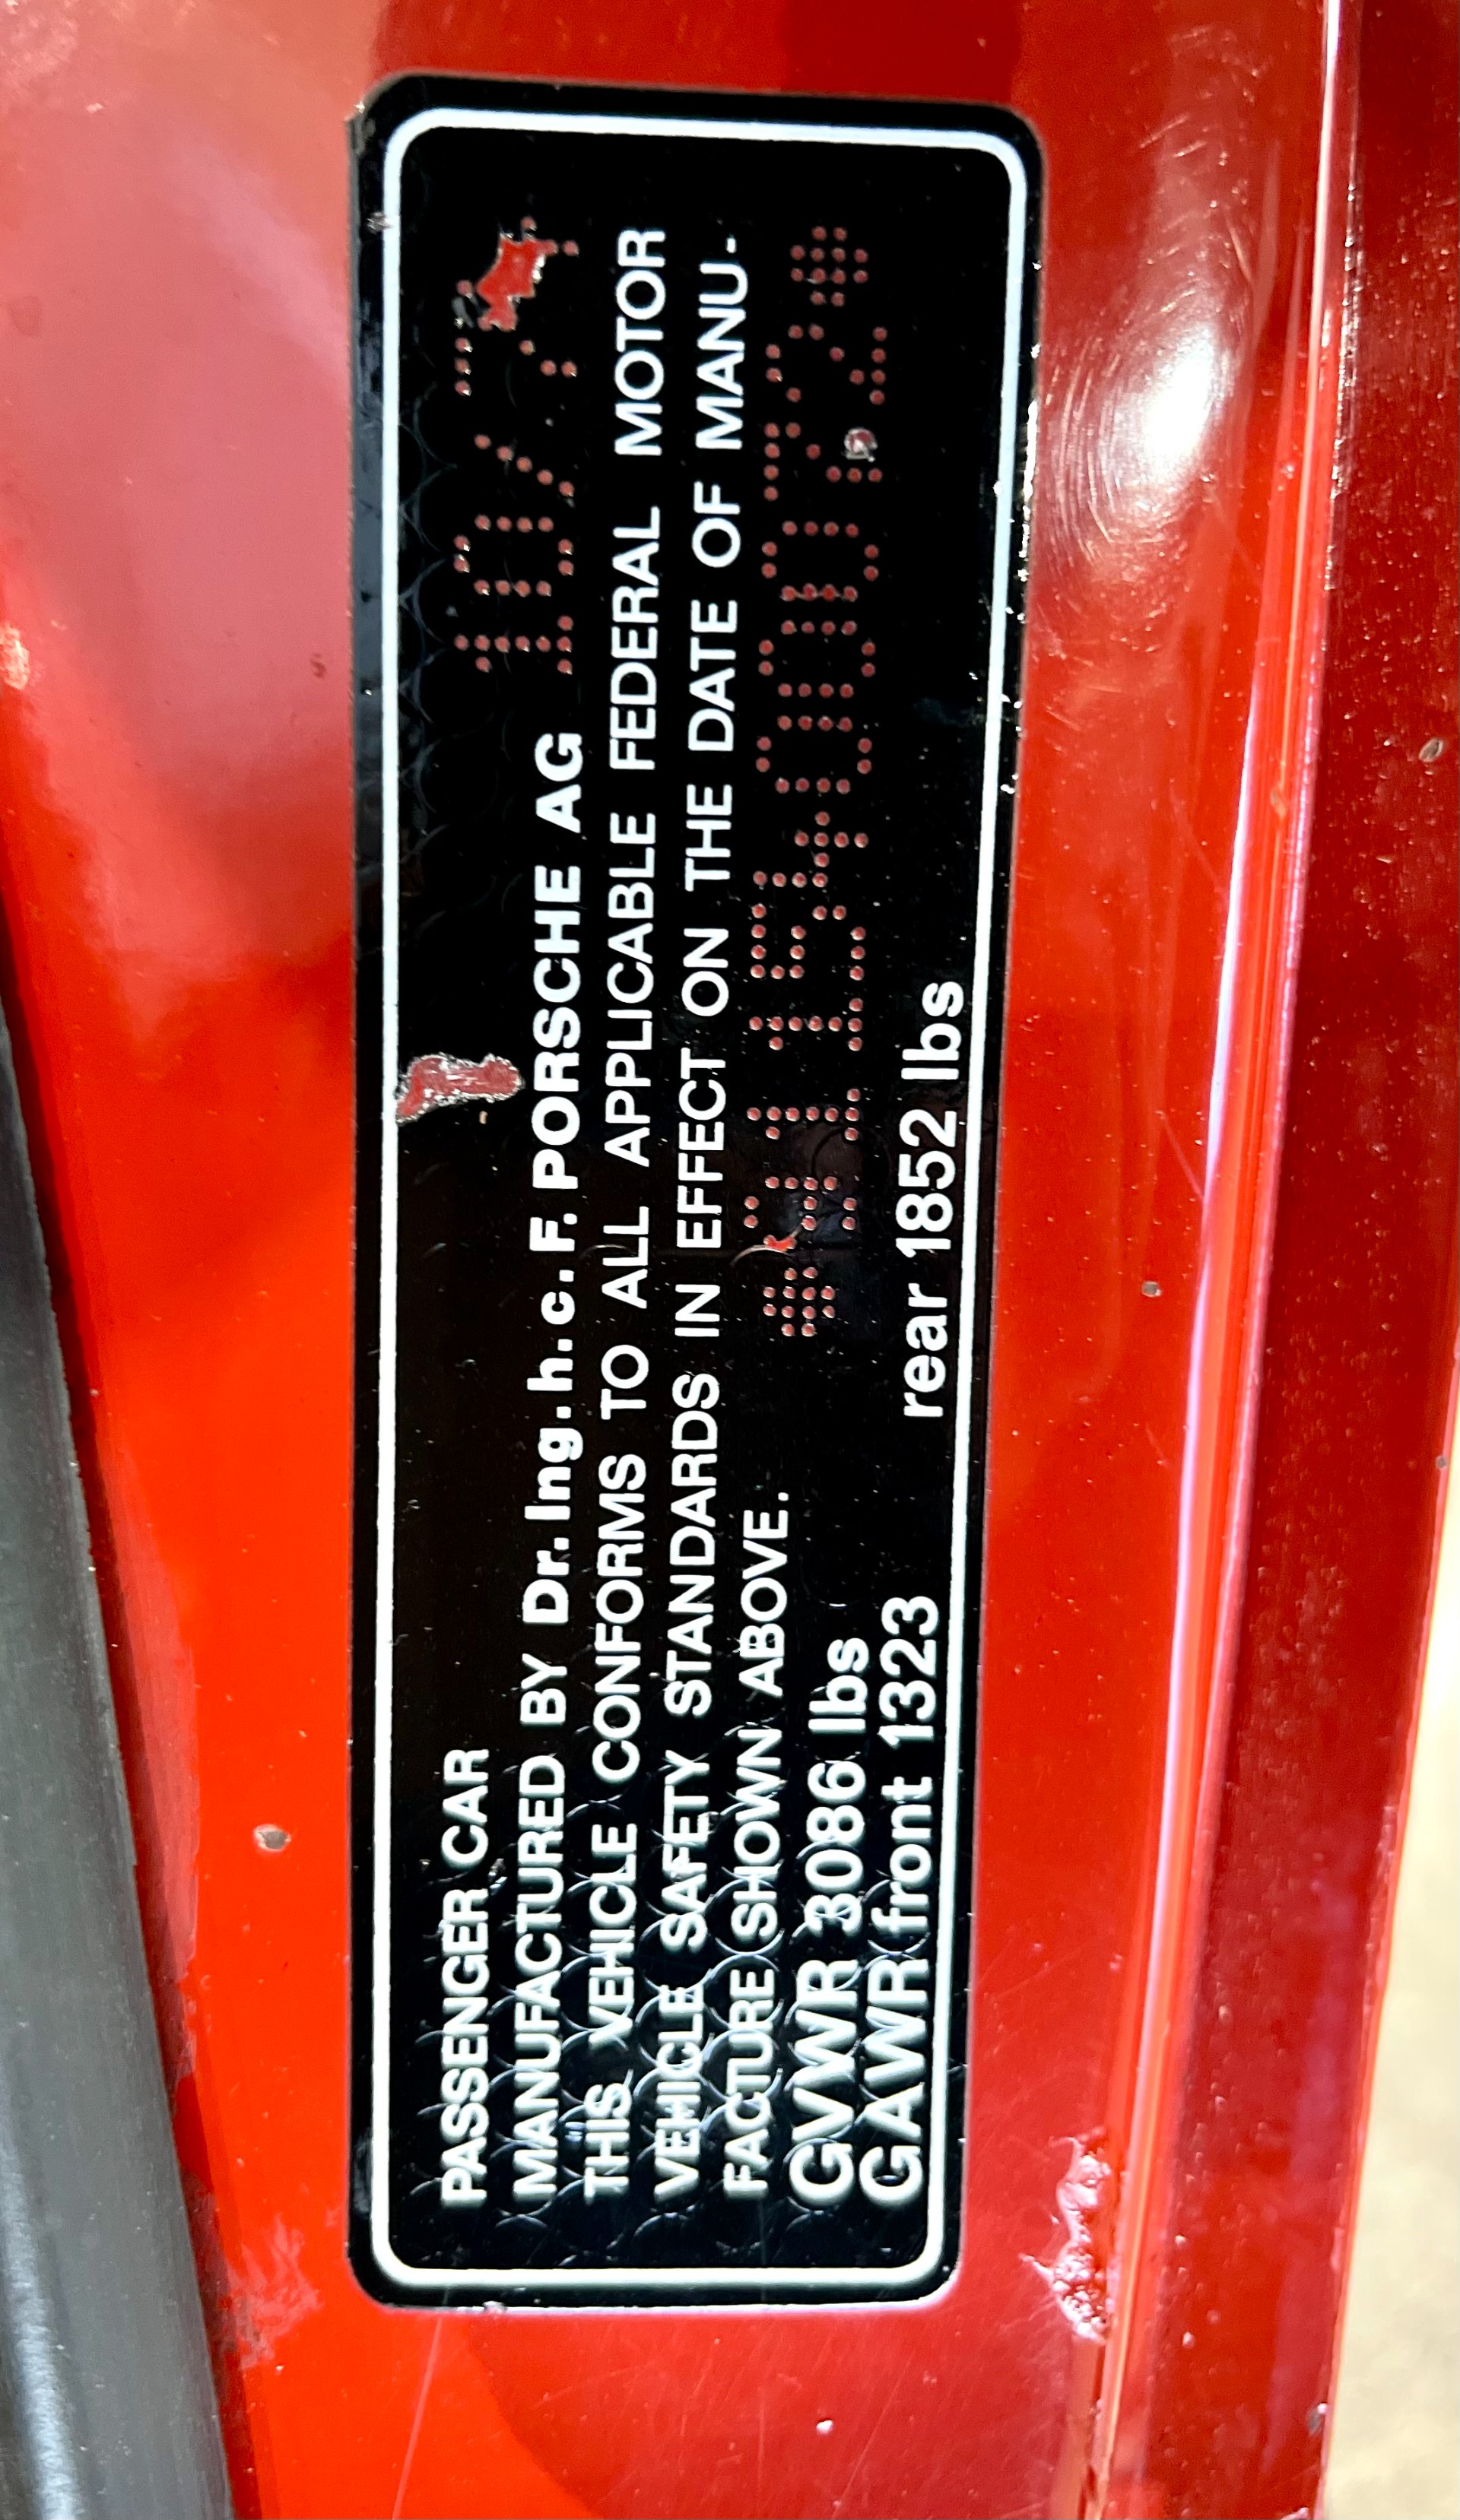 PASSENGER CAR
MANUFACTURED BY Dr. Ing. h. c. F. PORSCHE AG
THIS VEHICLE CONFORMS TO ALL APPLICABLE FEDERAL MOTOR
VEHICLE SAFETY STANDARDS IN EFFECT ON THE DATE OF MANU-
FACTURE SHOWN ABOVE. *9115400072*
GVWR 3086 lbs
GAWR front 1323 rear 1852 lbs